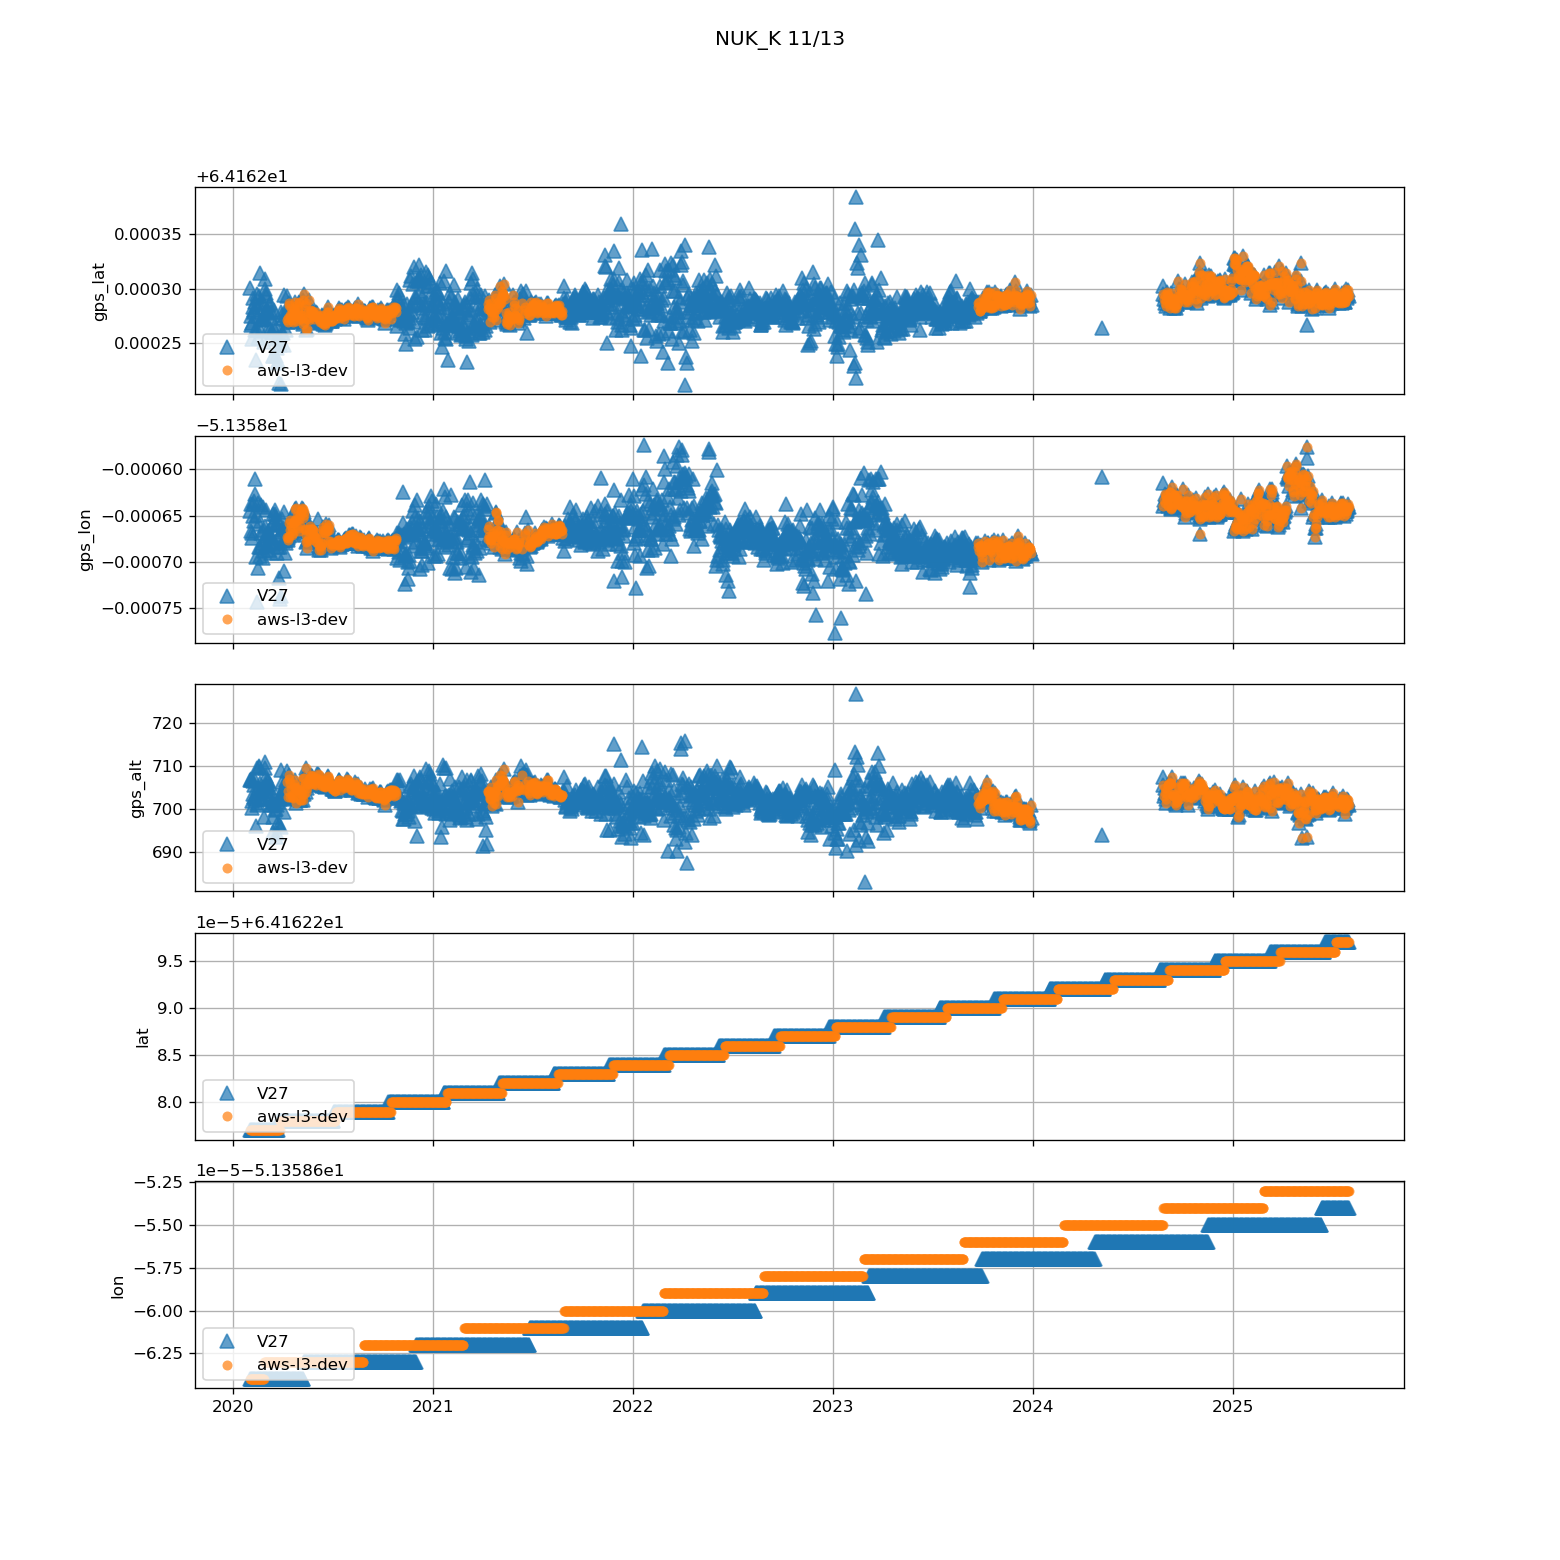 NUK_K 11/13
+6.4162e1
0.00035
0.00030
0.00025
gps_lat
V27
aws-l3-dev
−5.1358e1
−0.00060
−0.00065
−0.00070
−0.00075
gps_lon
V27
aws-l3-dev
720
710
700
690
gps_alt
V27
aws-l3-dev
1e−5+6.41622e1
9.5
9.0
8.5
8.0
lat
V27
aws-l3-dev
1e−5−5.13586e1
−5.25
−5.50
−5.75
−6.00
−6.25
lon
V27
aws-l3-dev
2020 2021 2022 2023 2024 2025